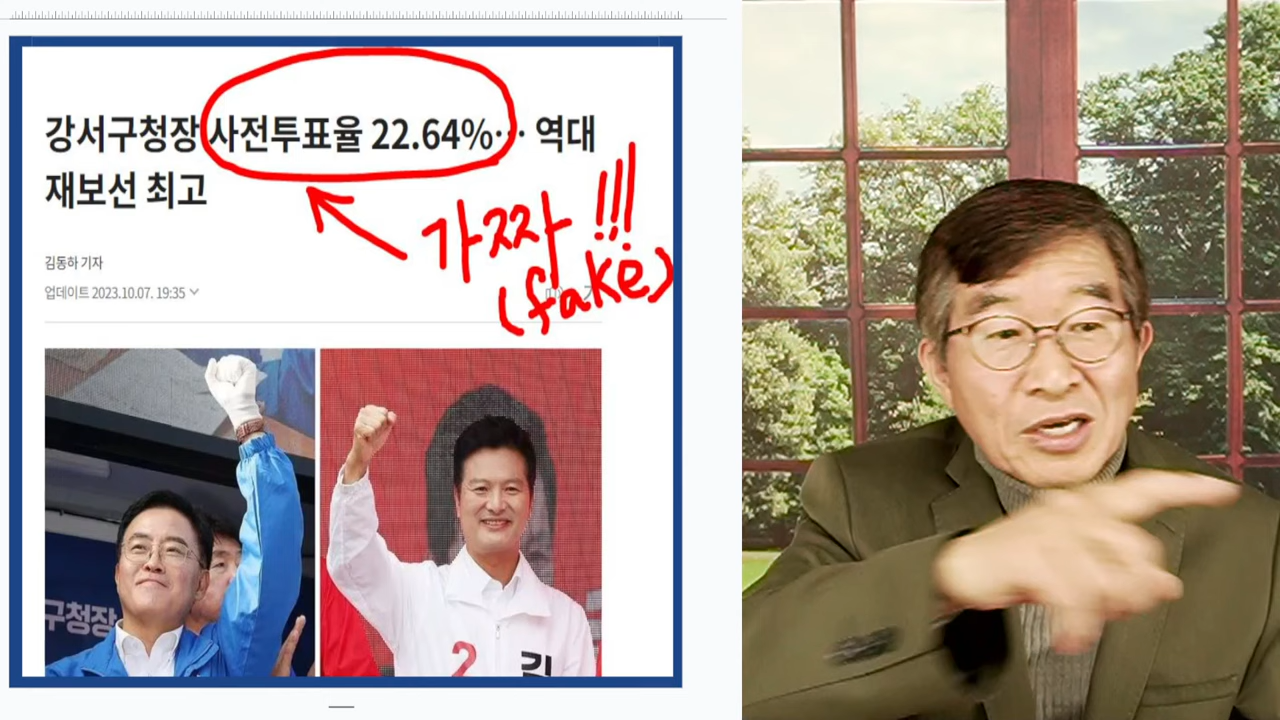 강서구청장 사전투표율 22.64%… 역대
재보선 최고
가짜!!!
(fake)
김동하 기자
업데이트 2023.10.07. 19:35
구청장
2
김